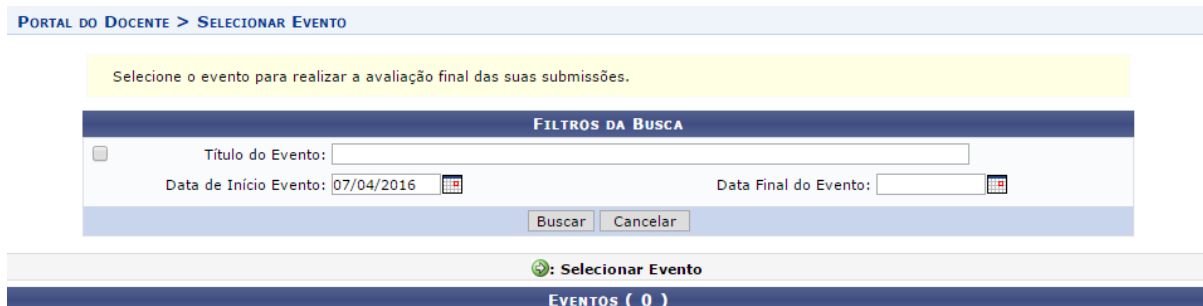 PORTAL DO DOCENTE > SELECIONAR EVENTO
Selecione o evento para realizar a avaliação final das suas submissões.
FILTROS DA BUSCA
Título do Evento:
Data de Início Evento: 07/04/2016 Data Final do Evento:
Buscar Cancelar
: Selecionar Evento
EVENTOS ( 0 )